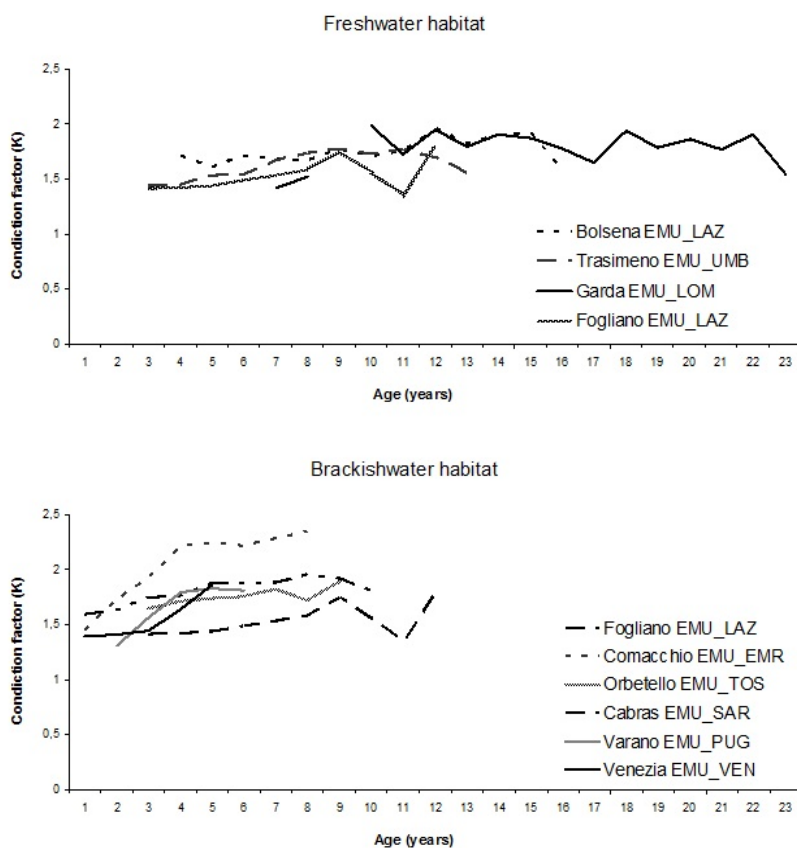 Freshwater habitat
2,5
2
1,5
1
0,5
0
Condiction factor (K)
Bolsena EMU_LAZ
Trasimeno EMU_UMB
Garda EMU_LOM
Fogliano EMU_LAZ
1 2 3 4 5 6 7 8 9 10 11 12 13 14 15 16 17 18 19 20 21 22 23
Age (years)
Brackishwater habitat
2,5
2
1,5
1
0,5
0
Condiction factor (K)
Fogliano EMU_LAZ
Comacchio EMU_EMR
Orbetello EMU_TOS
Cabras EMU_SAR
Varano EMU_PUG
Venezia EMU_VEN
1 2 3 4 5 6 7 8 9 10 11 12 13 14 15 16 17 18 19 20 21 22 23
Age (years)